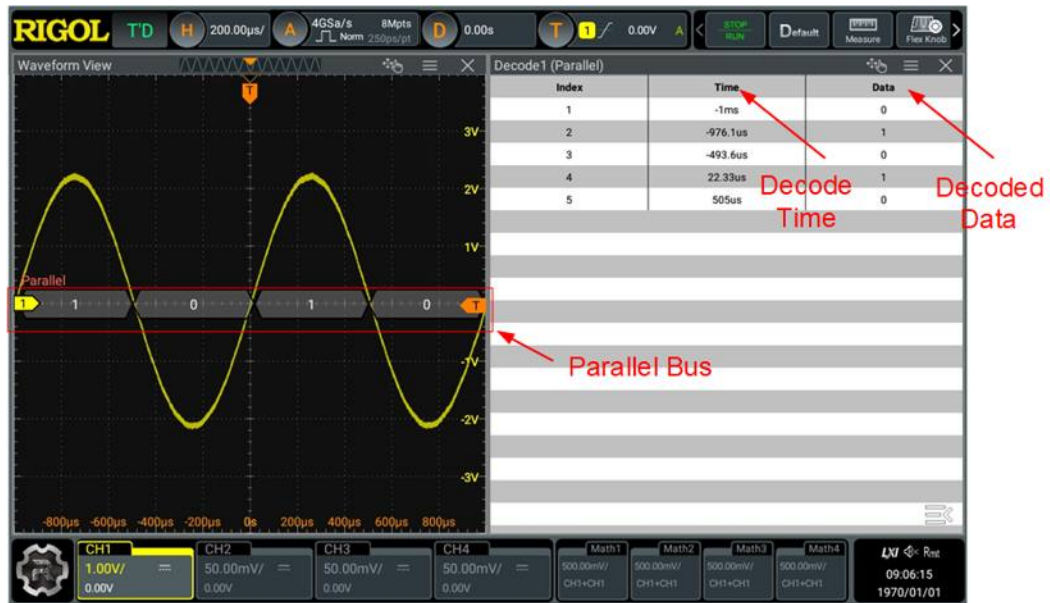 RIGOL T'D H 200.00µs/ A 4GSa/s 8Mpts D 0.00s T 1 0.00V A < STOP Default Measure Flex Knob >
Norm 250ps/pt RUN
Waveform View
Decode1 (Parallel)
Index Time Data
1 -1ms 0
2 -976.1us 1
3 -493.6us 0
4 22.33us 1
5 505us 0
Decode
Time
Decoded
Data
T
3V
2V
1V
Parallel
1 1 0 1 0 T
-1V
-2V
-3V
Parallel Bus
-800µs -600µs -400µs -200µs 0s 200µs 400µs 600µs 800µs
CH1 CH2 CH3 CH4 Math1 Math2 Math3 Math4 LXI Rmt
1.00V/ 50.00mV/ 50.00mV/ 50.00mV/ 500.00mV/ 500.00mV/ 500.00mV/ 500.00mV/ 09:06:15
0.00V 0.00V 0.00V 0.00V CH1+CH1 CH1+CH1 CH1+CH1 CH1+CH1 1970/01/01